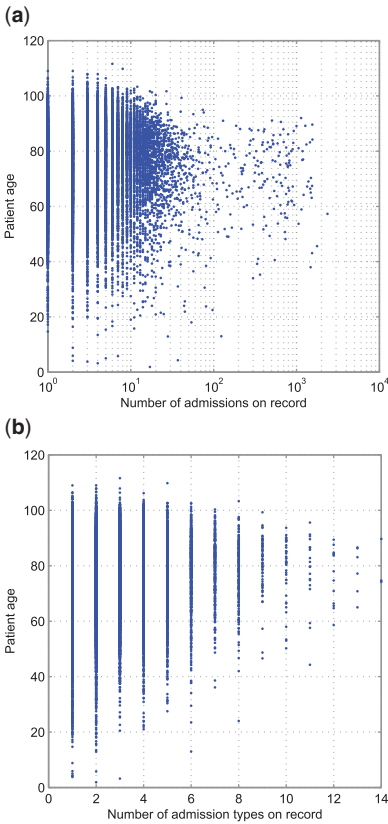 (a)
120
100
80
60
40
20
0
Patient age
10^0 10^1 10^2 10^3 10^4
Number of admissions on record
(b)
120
100
80
60
40
20
0
Patient age
0 2 4 6 8 10 12 14
Number of admission types on record